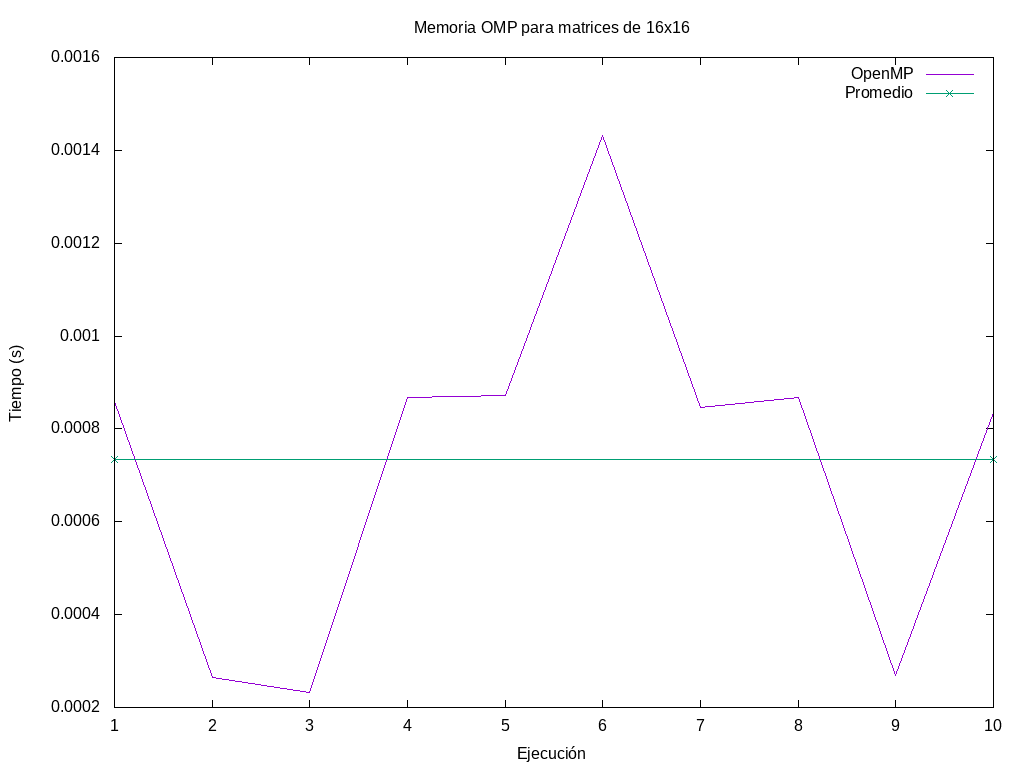 Memoria OMP para matrices de 16x16
OpenMP
Promedio
0.0016
0.0014
0.0012
0.001
0.0008
0.0006
0.0004
0.0002
Tiempo (s)
1 2 3 4 5 6 7 8 9 10
Ejecución